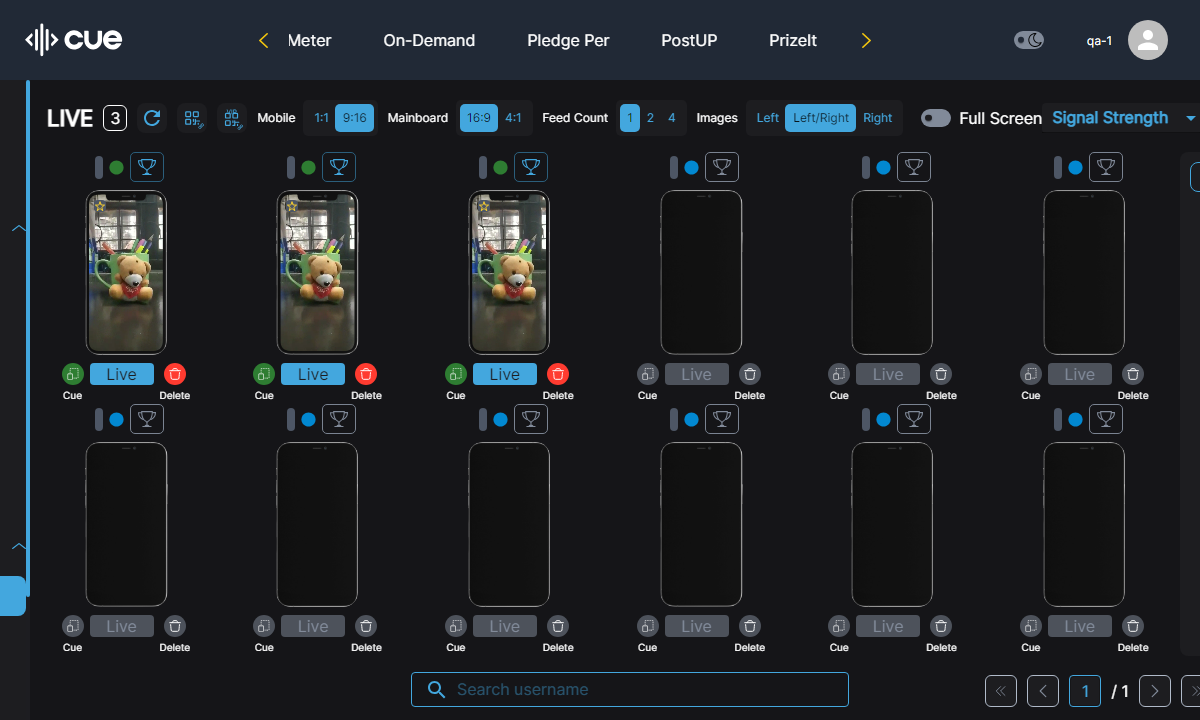 cue Meter On-Demand Pledge Per PostUP PrizeIt qa-1
LIVE 3 Mobile 1:1 9:16 Mainboard 16:9 4:1 Feed Count 1 2 4 Images Left Left/Right Right Full Screen Signal Strength
Live Live Live Live Live Live
Cue Delete Cue Delete Cue Delete Cue Delete Cue Delete Cue Delete
Live Live Live Live Live Live
Cue Delete Cue Delete Cue Delete Cue Delete Cue Delete Cue Delete
Search username 1 / 1